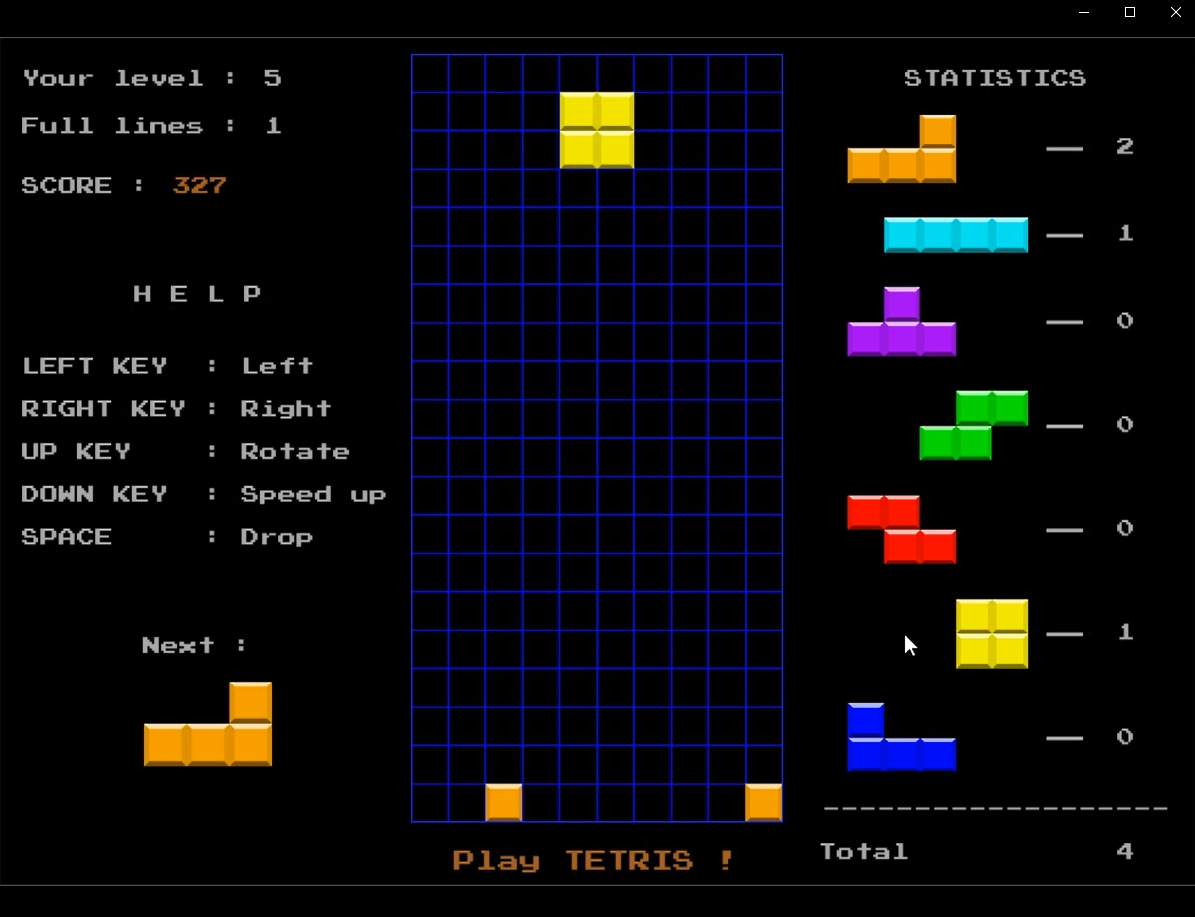 Your level : 5
Full lines : 1
SCORE : 327
H E L P
LEFT KEY : Left
RIGHT KEY : Right
UP KEY : Rotate
DOWN KEY : Speed up
SPACE : Drop
Next :
Play TETRIS !
STATISTICS
— 2
— 1
— 0
— 0
— 0
— 1
— 0
--------------------
Total 4